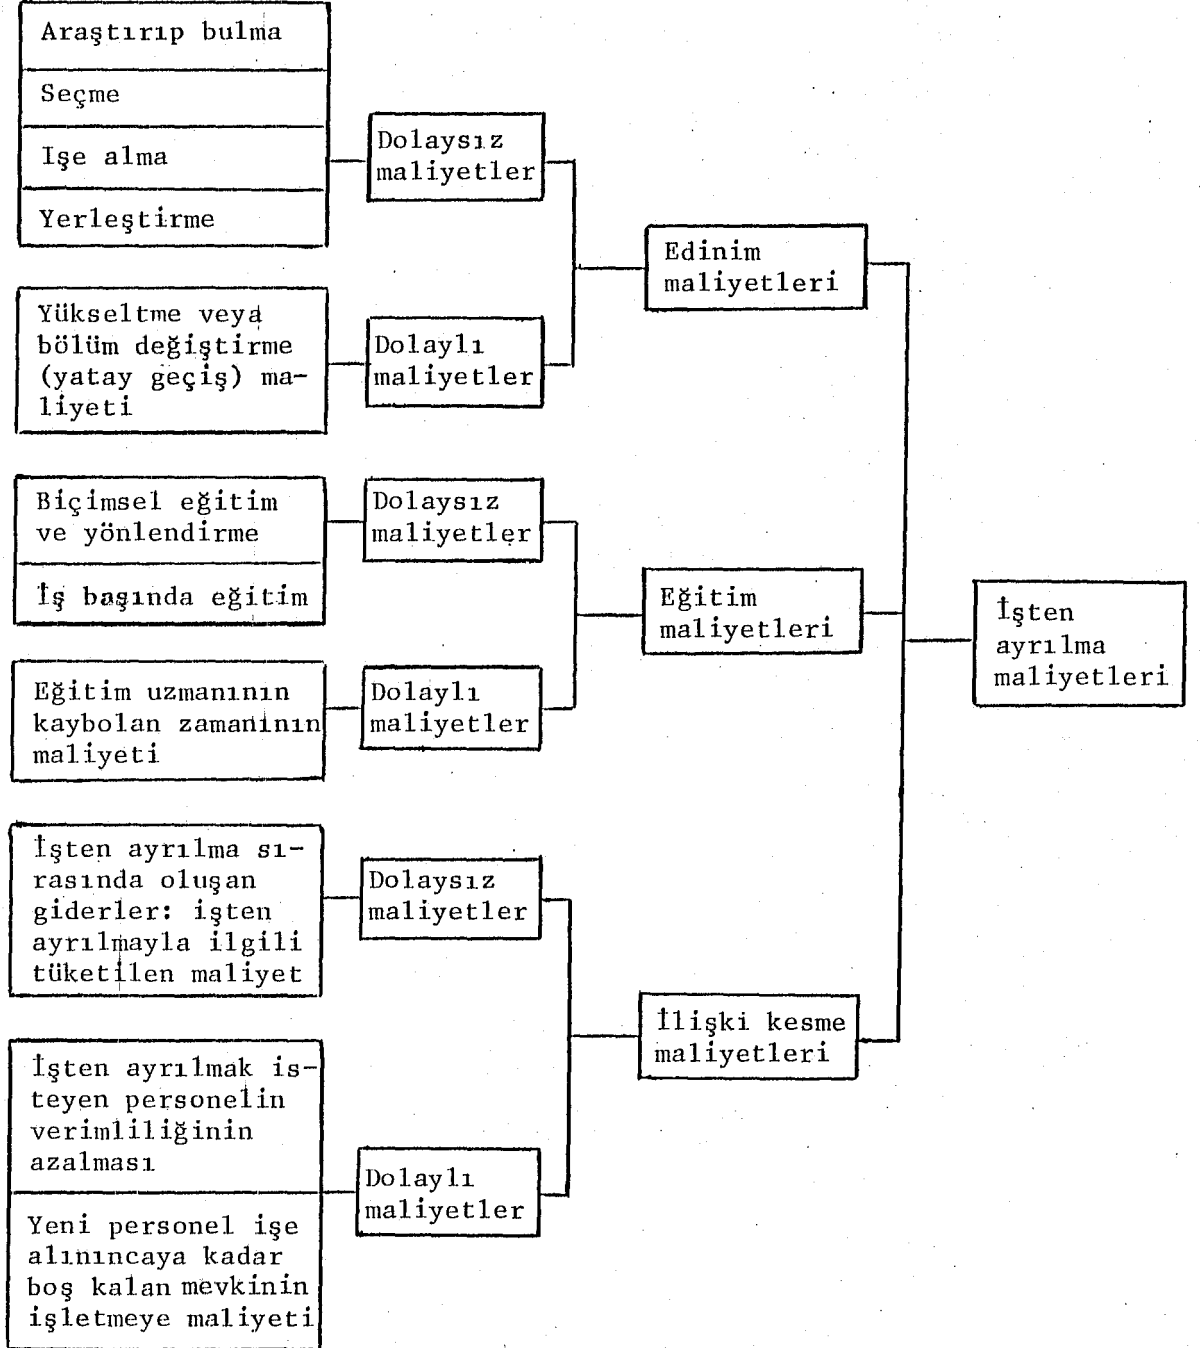 Araştırıp bulma
Seçme
Işe alma
Yerleştirme
Dolaysız
maliyetler
Yükseltme veya
bölüm değiştirme
(yatay geçiş) ma-
liyeti
Dolaylı
maliyetler
Edinim
maliyetleri
Biçimsel eğitim
ve yönlendirme
İş başında eğitim
Dolaysız
maliyetler
Eğitim uzmanının
kaybolan zamanının
maliyeti
Dolaylı
maliyetler
Eğitim
maliyetleri
İşten ayrılma sı-
rasında oluşan
giderler: işten
ayrılmayla ilgili
tüketilen maliyet
Dolaysız
maliyetler
İşten ayrılmak is-
teyen personelin
verimliliğinin
azalması
Yeni personel işe
alınıncaya kadar
boş kalan mevkinin
işletmeye maliyeti
Dolaylı
maliyetler
İlişki kesme
maliyetleri
İşten
ayrılma
maliyetleri